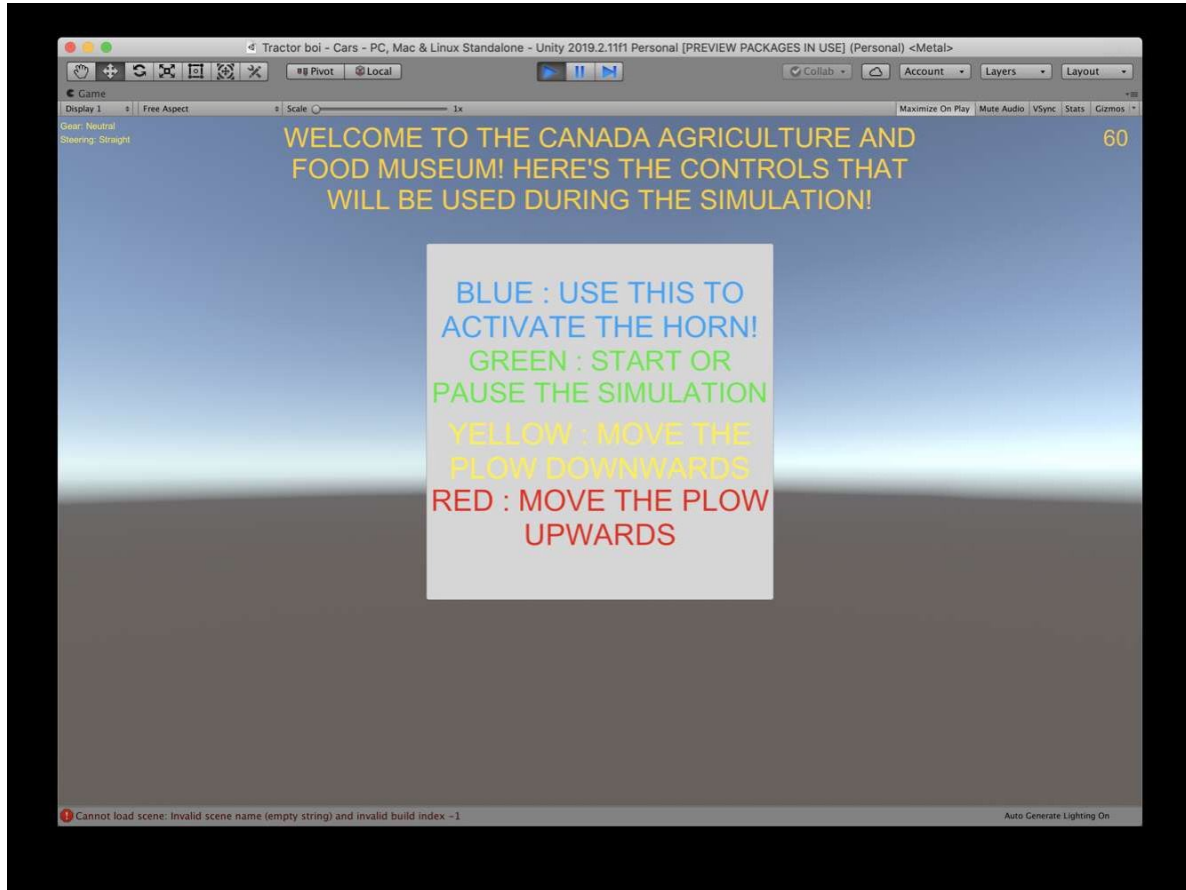 Tractor boi - Cars - PC, Mac & Linux Standalone - Unity 2019.2.11f1 Personal [PREVIEW PACKAGES IN USE] (Personal) <Metal>
Pivot Local Collab Account Layers Layout
Game
Display 1 Free Aspect Scale 1x Maximize On Play Mute Audio VSync Stats Gizmos
Gear: Neutral
Steering: Straight
60
WELCOME TO THE CANADA AGRICULTURE AND
FOOD MUSEUM! HERE'S THE CONTROLS THAT
WILL BE USED DURING THE SIMULATION!
BLUE : USE THIS TO
ACTIVATE THE HORN!
GREEN : START OR
PAUSE THE SIMULATION
YELLOW : MOVE THE
PLOW DOWNWARDS
RED : MOVE THE PLOW
UPWARDS
Cannot load scene: Invalid scene name (empty string) and invalid build index -1
Auto Generate Lighting On